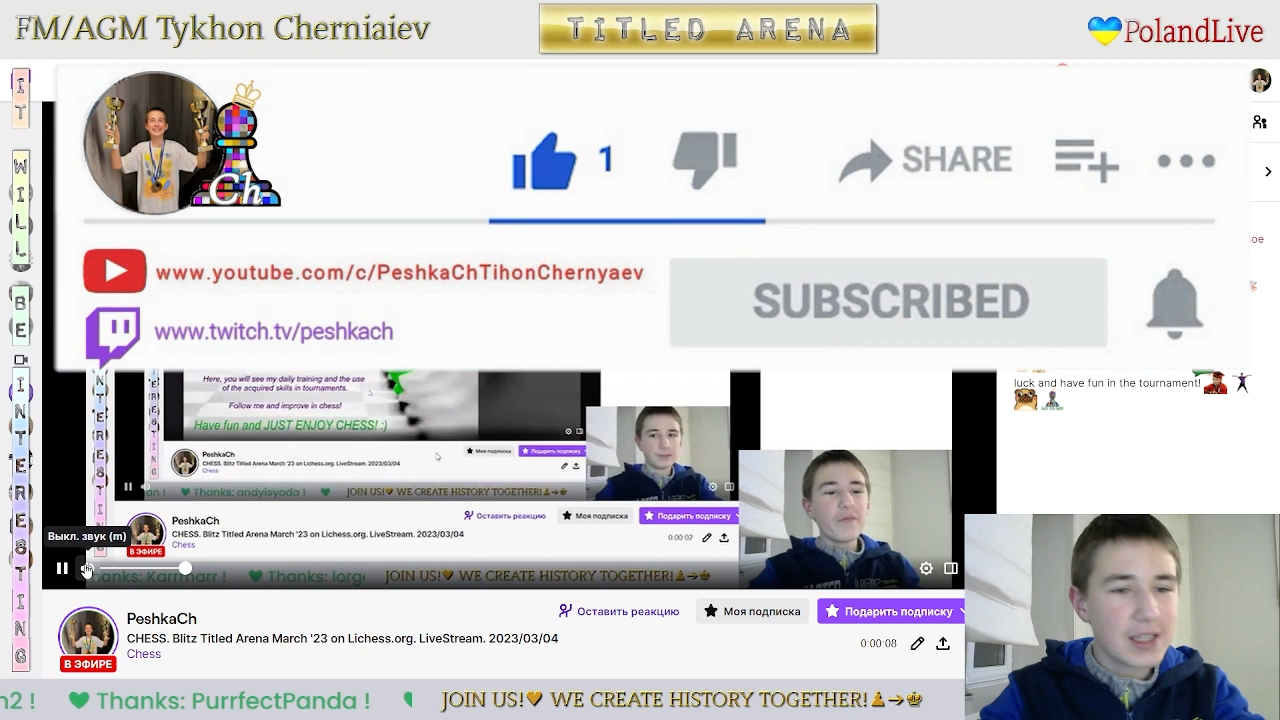 FM/AGM Tykhon Cherniaiev
TITLED ARENA
PolandLive
IT WILL BE INTERESTING
Ch
1
SHARE
www.youtube.com/c/PeshkaChTihonChernyaev
www.twitch.tv/peshkach
SUBSCRIBED
Here, you will see my daily training and the use
of the acquired skills in tournaments.
Follow me and improve in chess!
Have fun and JUST ENJOY CHESS! :)
luck and have fun in the tournament!
PeshkaCh
CHESS. Blitz Titled Arena March '23 on Lichess.org. LiveStream. 2023/03/04
Chess
Моя подписка
Подарить подписку
Thanks: andyisyoda !
JOIN US! WE CREATE HISTORY TOGETHER!
PeshkaCh
CHESS. Blitz Titled Arena March '23 on Lichess.org. LiveStream. 2023/03/04
Chess
В ЭФИРЕ
Оставить реакцию
Моя подписка
Подарить подписку
0:00:02
Выкл. звук (m)
JOIN US! WE CREATE HISTORY TOGETHER!
PeshkaCh
CHESS. Blitz Titled Arena March '23 on Lichess.org. LiveStream. 2023/03/04
Chess
В ЭФИРЕ
Оставить реакцию
Моя подписка
Подарить подписку
0:00:08
n2 !
Thanks: PurrfectPanda !
JOIN US! WE CREATE HISTORY TOGETHER!